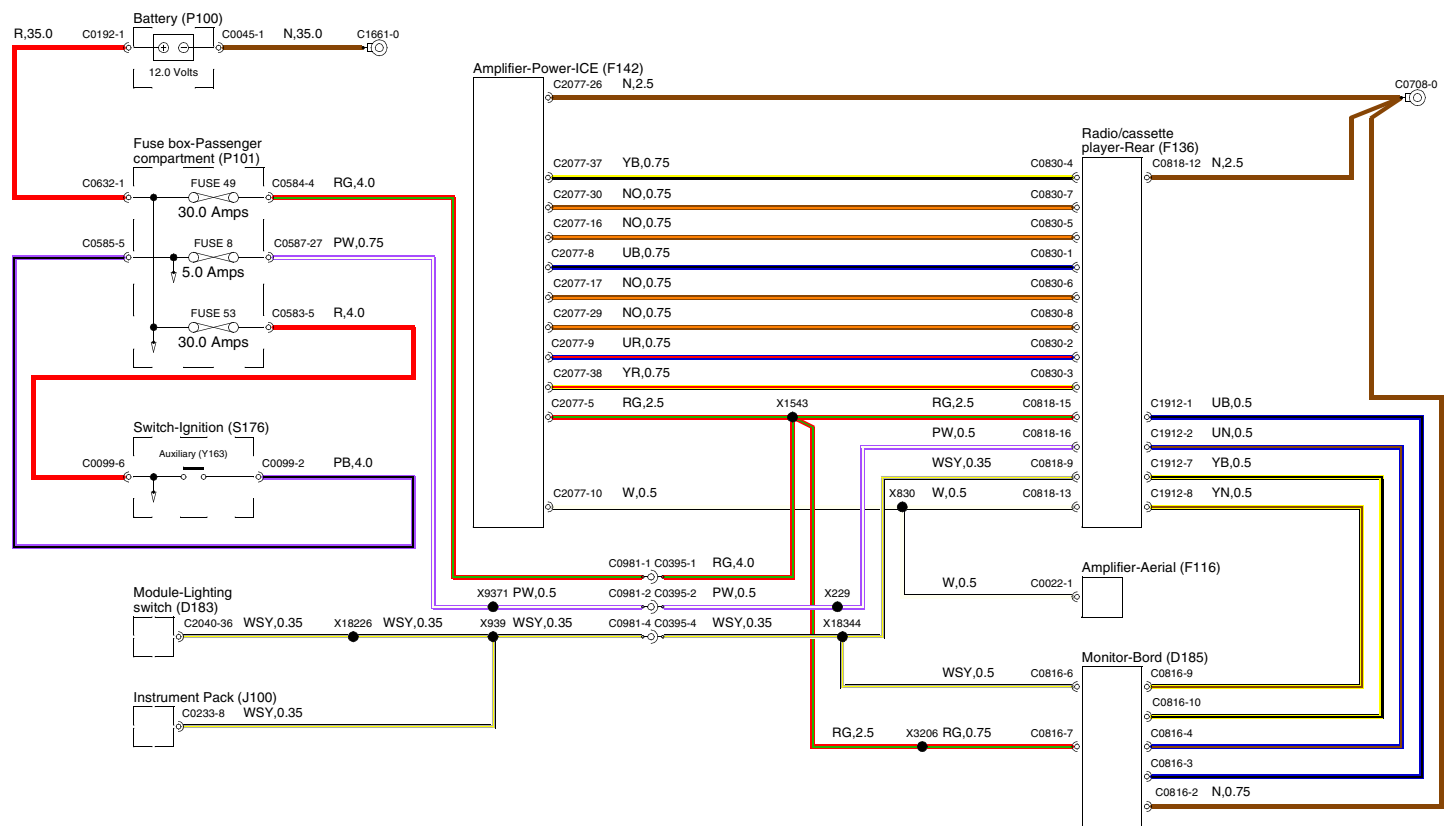 Battery (P100)
R,35.0 C0192-1 C0045-1 N,35.0 C1661-0
12.0 Volts
Fuse box-Passenger
compartment (P101)
C0632-1 FUSE 49 C0584-4 RG,4.0
30.0 Amps
C0585-5 FUSE 8 C0587-27 PW,0.75
5.0 Amps
FUSE 53 C0583-5 R,4.0
30.0 Amps
Switch-Ignition (S176)
Auxiliary (Y163)
C0099-6 C0099-2 PB,4.0
Module-Lighting
switch (D183)
C2040-36 WSY,0.35 X18226 WSY,0.35 X939 WSY,0.35 C0981-4 C0395-4 WSY,0.35 X18344
Instrument Pack (J100)
C0233-8 WSY,0.35
C0981-1 C0395-1 RG,4.0
X9371 PW,0.5 C0981-2 C0395-2 PW,0.5 X229
Amplifier-Power-ICE (F142)
C2077-26 N,2.5 C0708-0
Radio/cassette
player-Rear (F136)
C2077-37 YB,0.75 C0830-4 C0818-12 N,2.5
C2077-30 NO,0.75 C0830-7
C2077-16 NO,0.75 C0830-5
C2077-8 UB,0.75 C0830-1
C2077-17 NO,0.75 C0830-6
C2077-29 NO,0.75 C0830-8
C2077-9 UR,0.75 C0830-2
C2077-38 YR,0.75 C0830-3
C2077-5 RG,2.5 X1543 RG,2.5 C0818-15 C1912-1 UB,0.5
PW,0.5 C0818-16 C1912-2 UN,0.5
WSY,0.35 C0818-9 C1912-7 YB,0.5
C2077-10 W,0.5 X830 W,0.5 C0818-13 C1912-8 YN,0.5
Amplifier-Aerial (F116)
W,0.5 C0022-1
Monitor-Bord (D185)
WSY,0.5 C0816-6 C0816-9
C0816-10
RG,2.5 X3206 RG,0.75 C0816-7 C0816-4
C0816-3
C0816-2 N,0.75